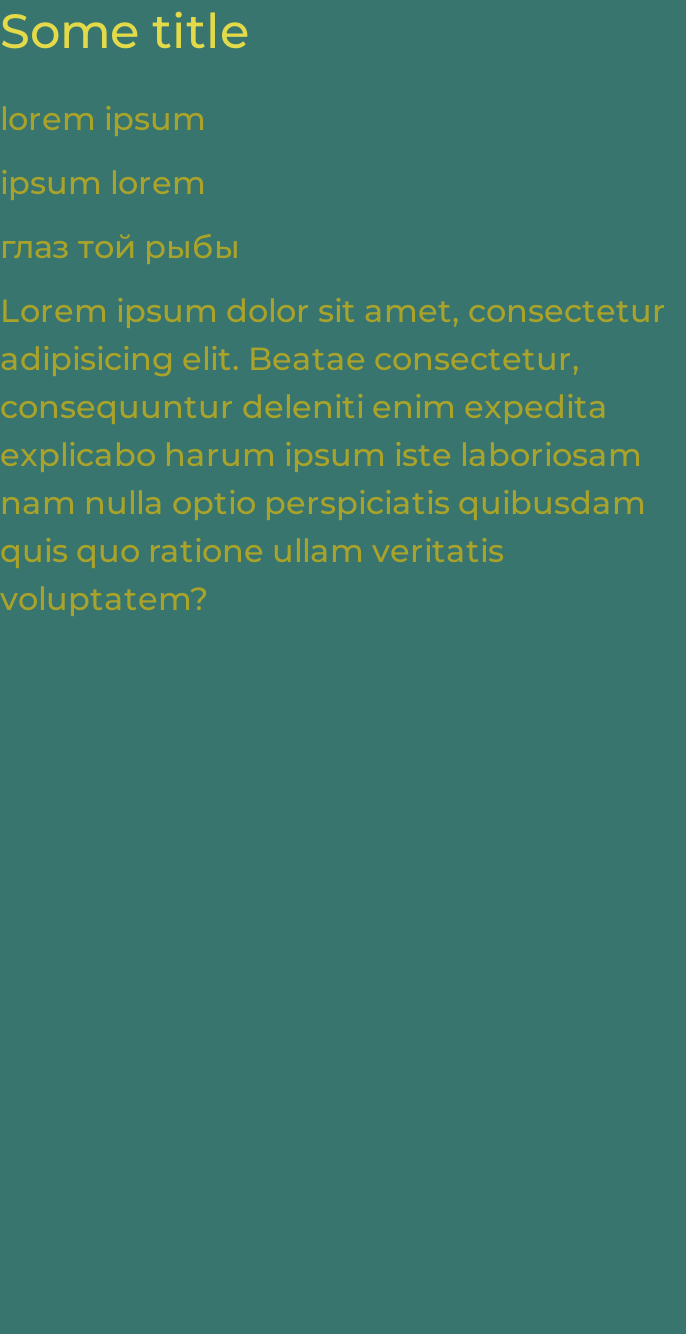 Some title
lorem ipsum
ipsum lorem
глаз той рыбы
Lorem ipsum dolor sit amet, consectetur
adipisicing elit. Beatae consectetur,
consequuntur deleniti enim expedita
explicabo harum ipsum iste laboriosam
nam nulla optio perspiciatis quibusdam
quis quo ratione ullam veritatis
voluptatem?